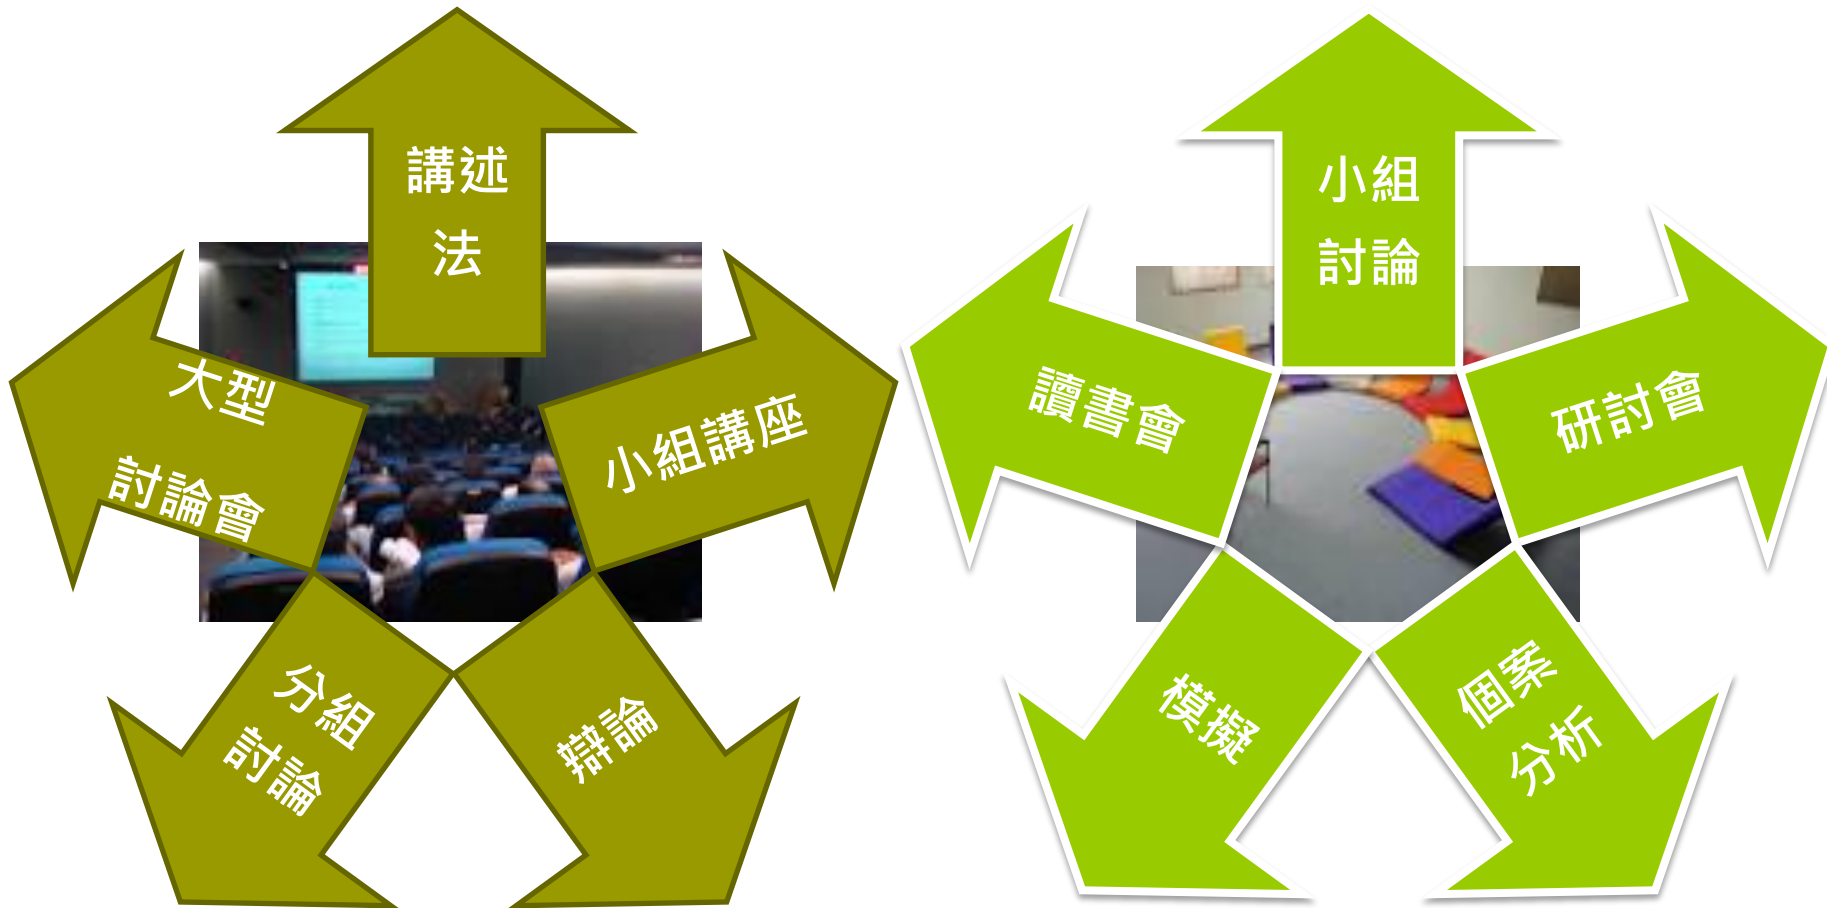 講述
法
小組講座
辯論
分組
討論
大型
討論會
小組
討論
研討會
個案
分析
模擬
讀書會